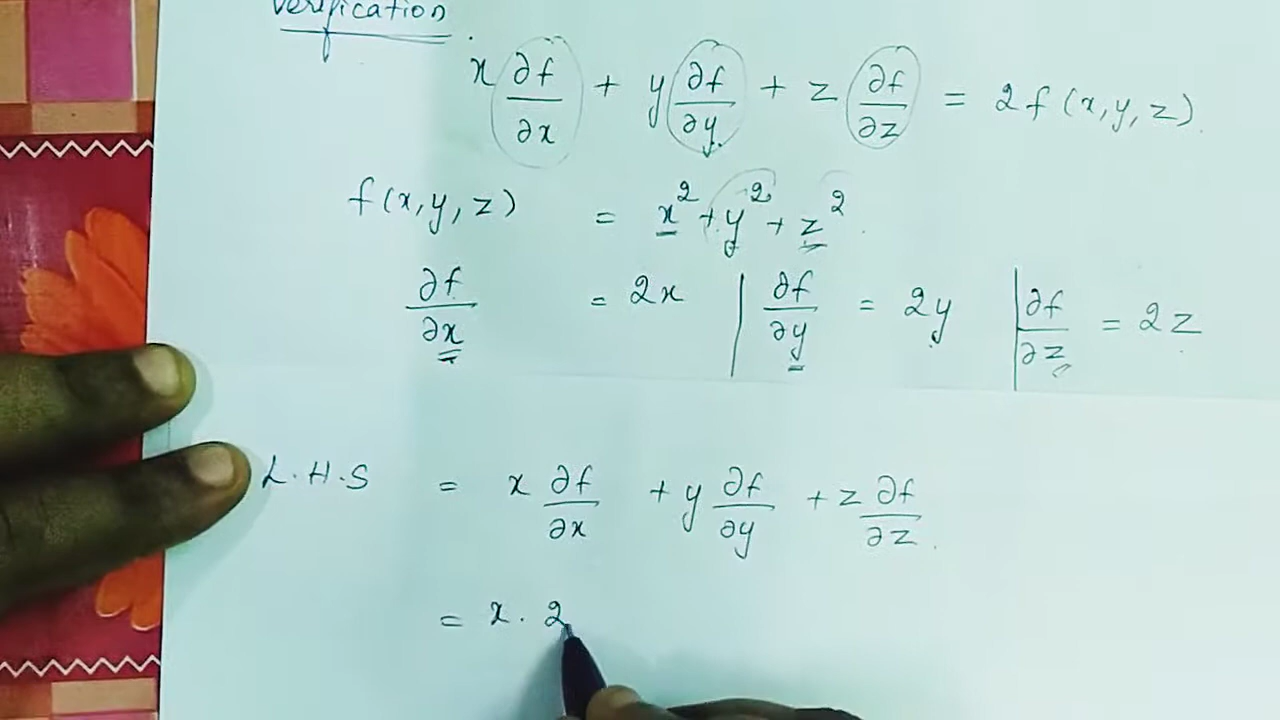 verification.
x ∂f/∂x + y ∂f/∂y + z ∂f/∂z = 2f(x,y,z).
f(x,y,z) = x² + y² + z².
∂f/∂x = 2x | ∂f/∂y = 2y | ∂f/∂z = 2z
L.H.S = x ∂f/∂x + y ∂f/∂y + z ∂f/∂z.
= x . 2